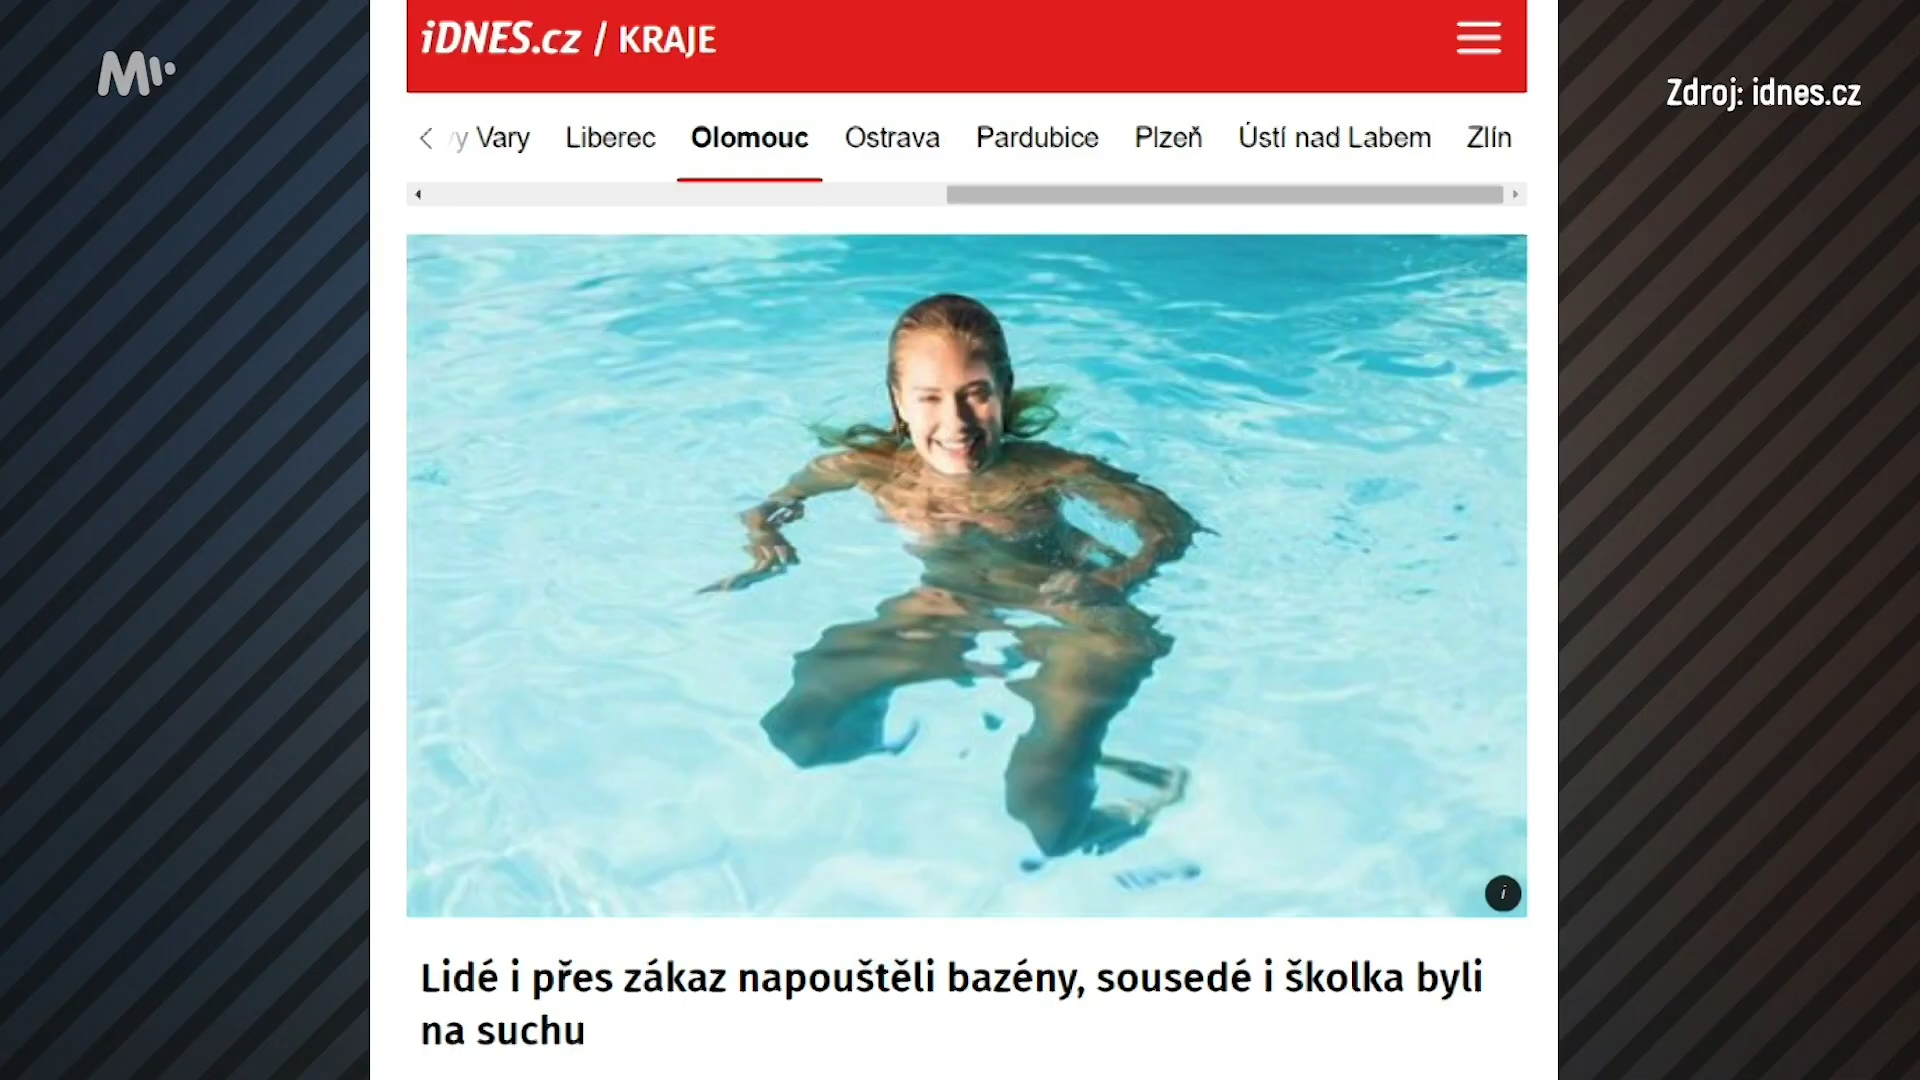 iDNES.cz / KRAJE
Zdroj: idnes.cz
vy Vary Liberec Olomouc Ostrava Pardubice Plzeň Ústí nad Labem Zlín
i
Lidé i přes zákaz napouštěli bazény, sousedé i školka byli
na suchu